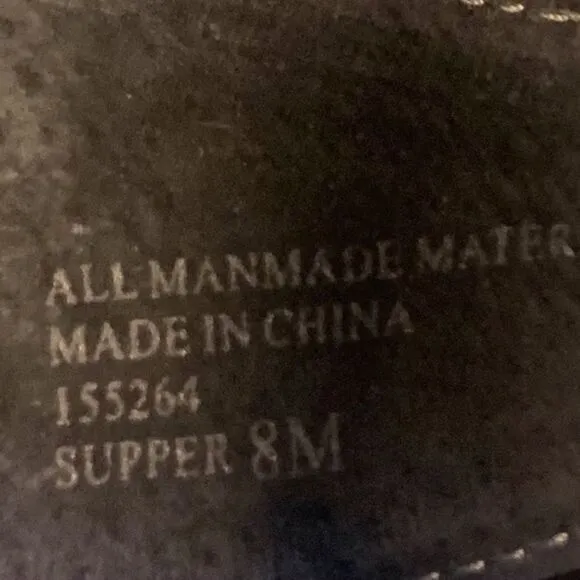 ALL MANMADE MATER
MADE IN CHINA
155264
SUPPER 8M